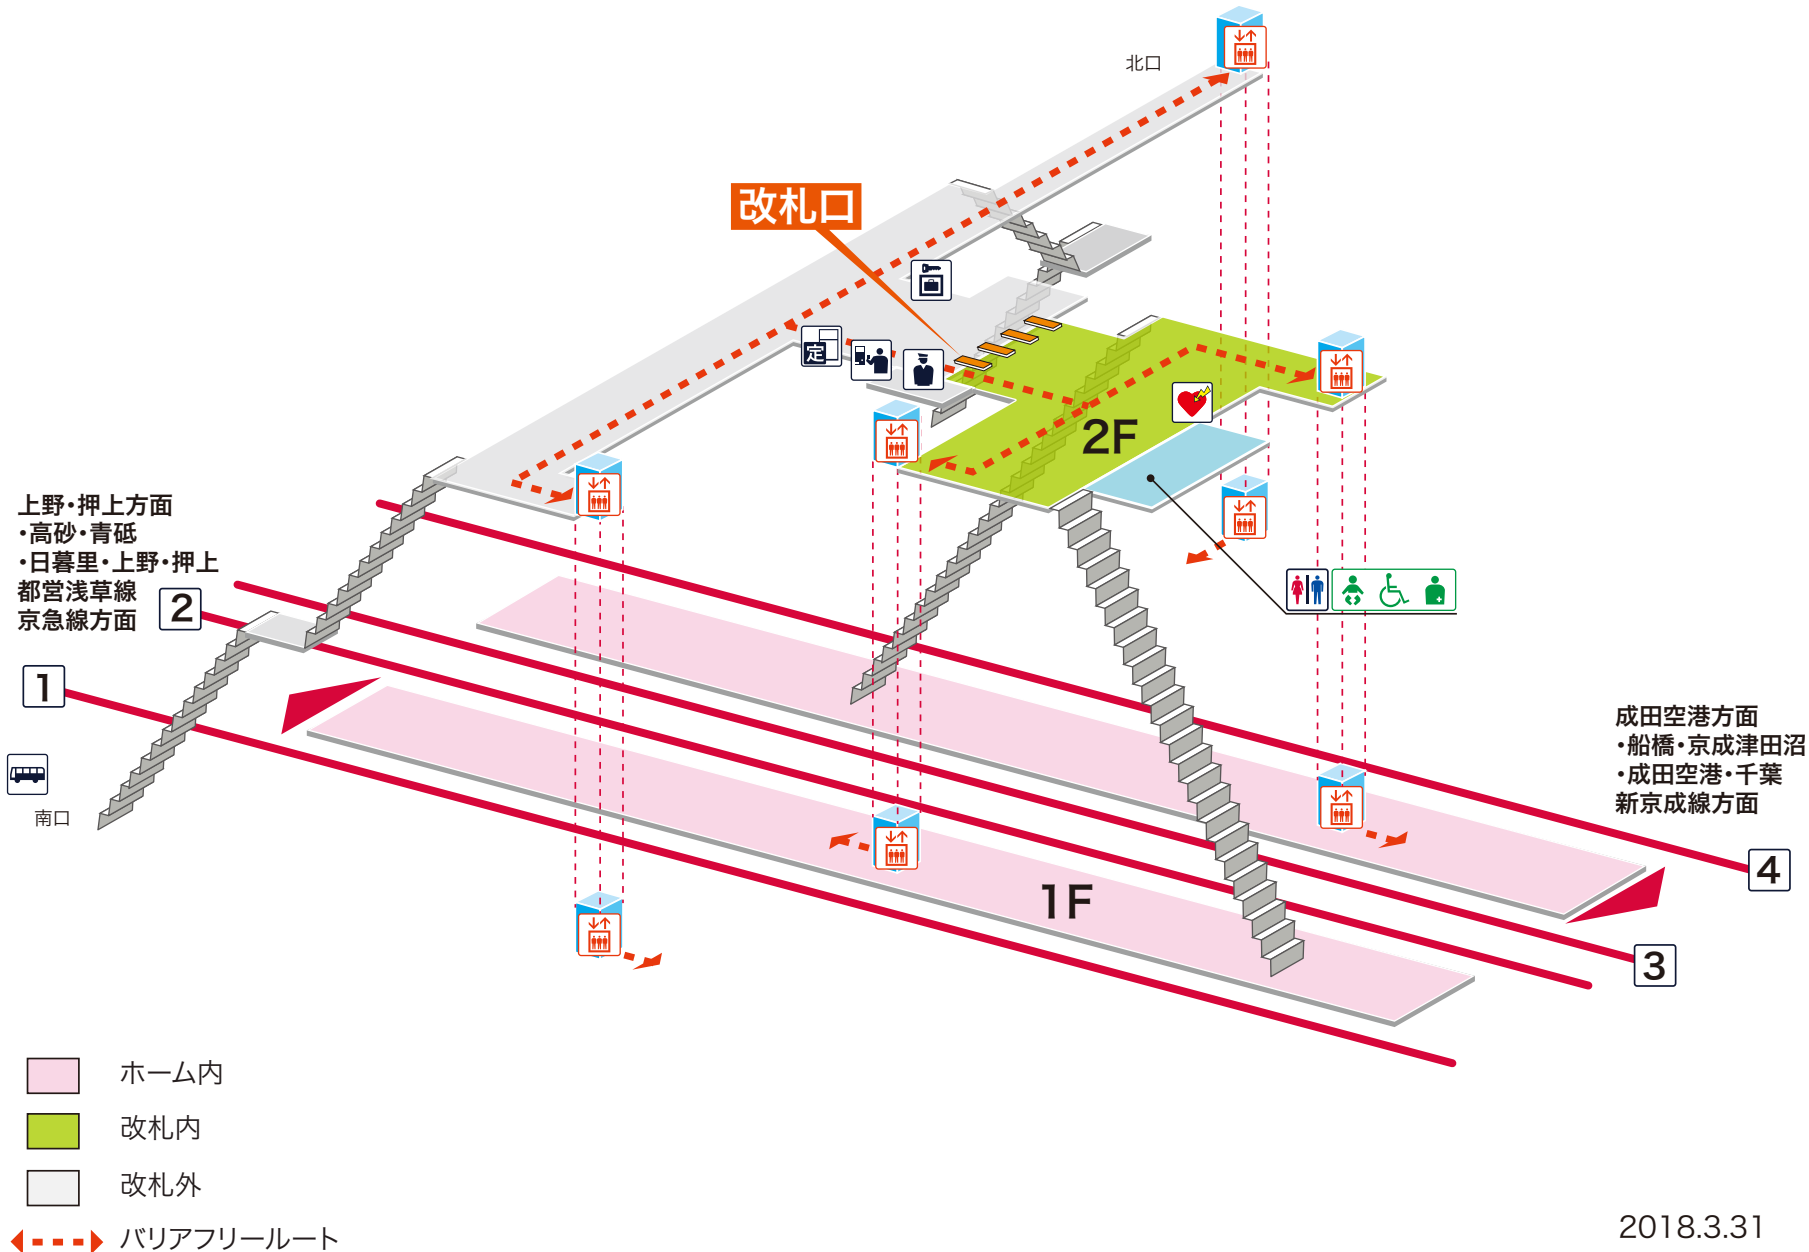 北口
改札口
定
2F
上野・押上方面
・高砂・青砥
・日暮里・上野・押上
都営浅草線
京急線方面
2
1
南口
成田空港方面
・船橋・京成津田沼
・成田空港・千葉
新京成線方面
4
3
1F
ホーム内
改札内
改札外
バリアフリールート
2018.3.31